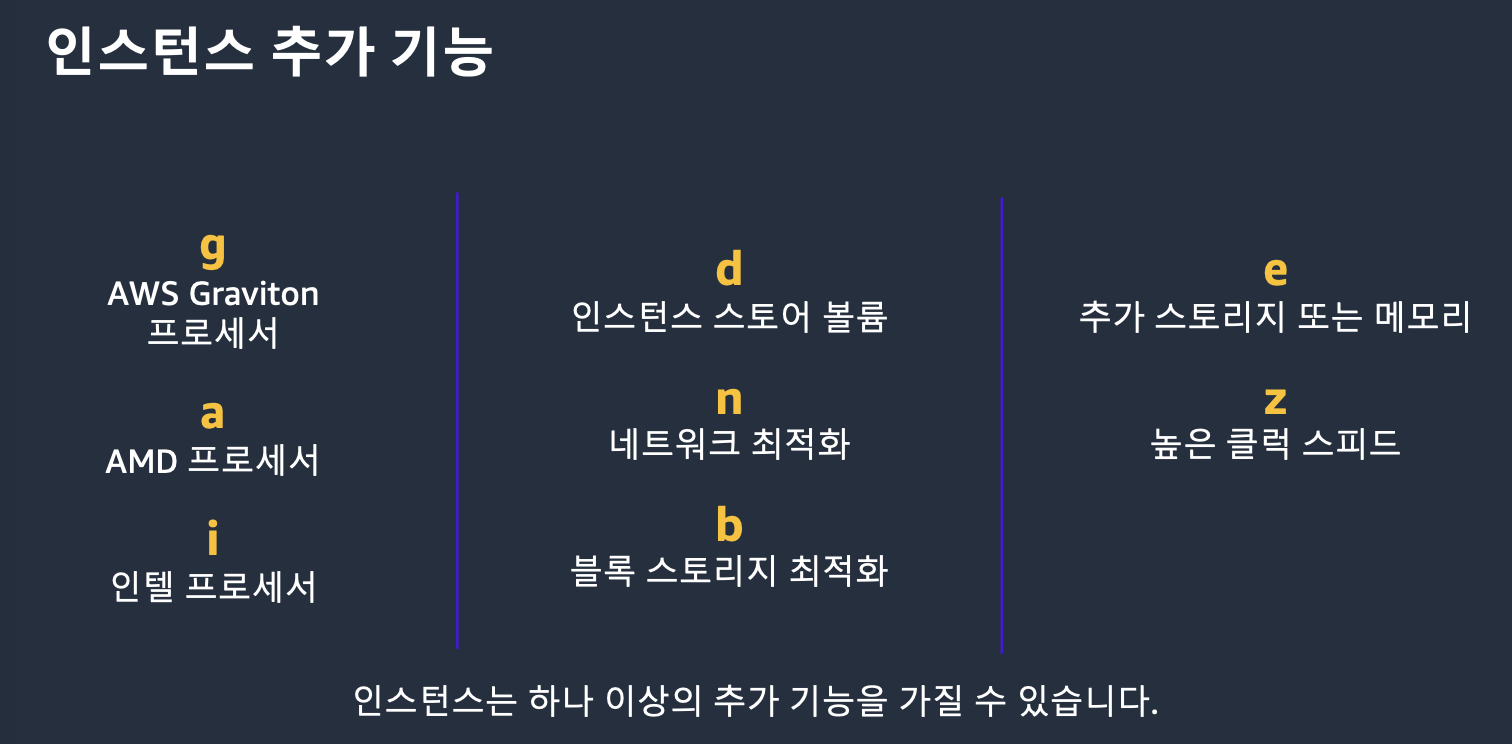 인스턴스 추가 기능
g
AWS Graviton
프로세서
a
AMD 프로세서
i
인텔 프로세서
d
인스턴스 스토어 볼륨
n
네트워크 최적화
b
블록 스토리지 최적화
e
추가 스토리지 또는 메모리
z
높은 클럭 스피드
인스턴스는 하나 이상의 추가 기능을 가질 수 있습니다.